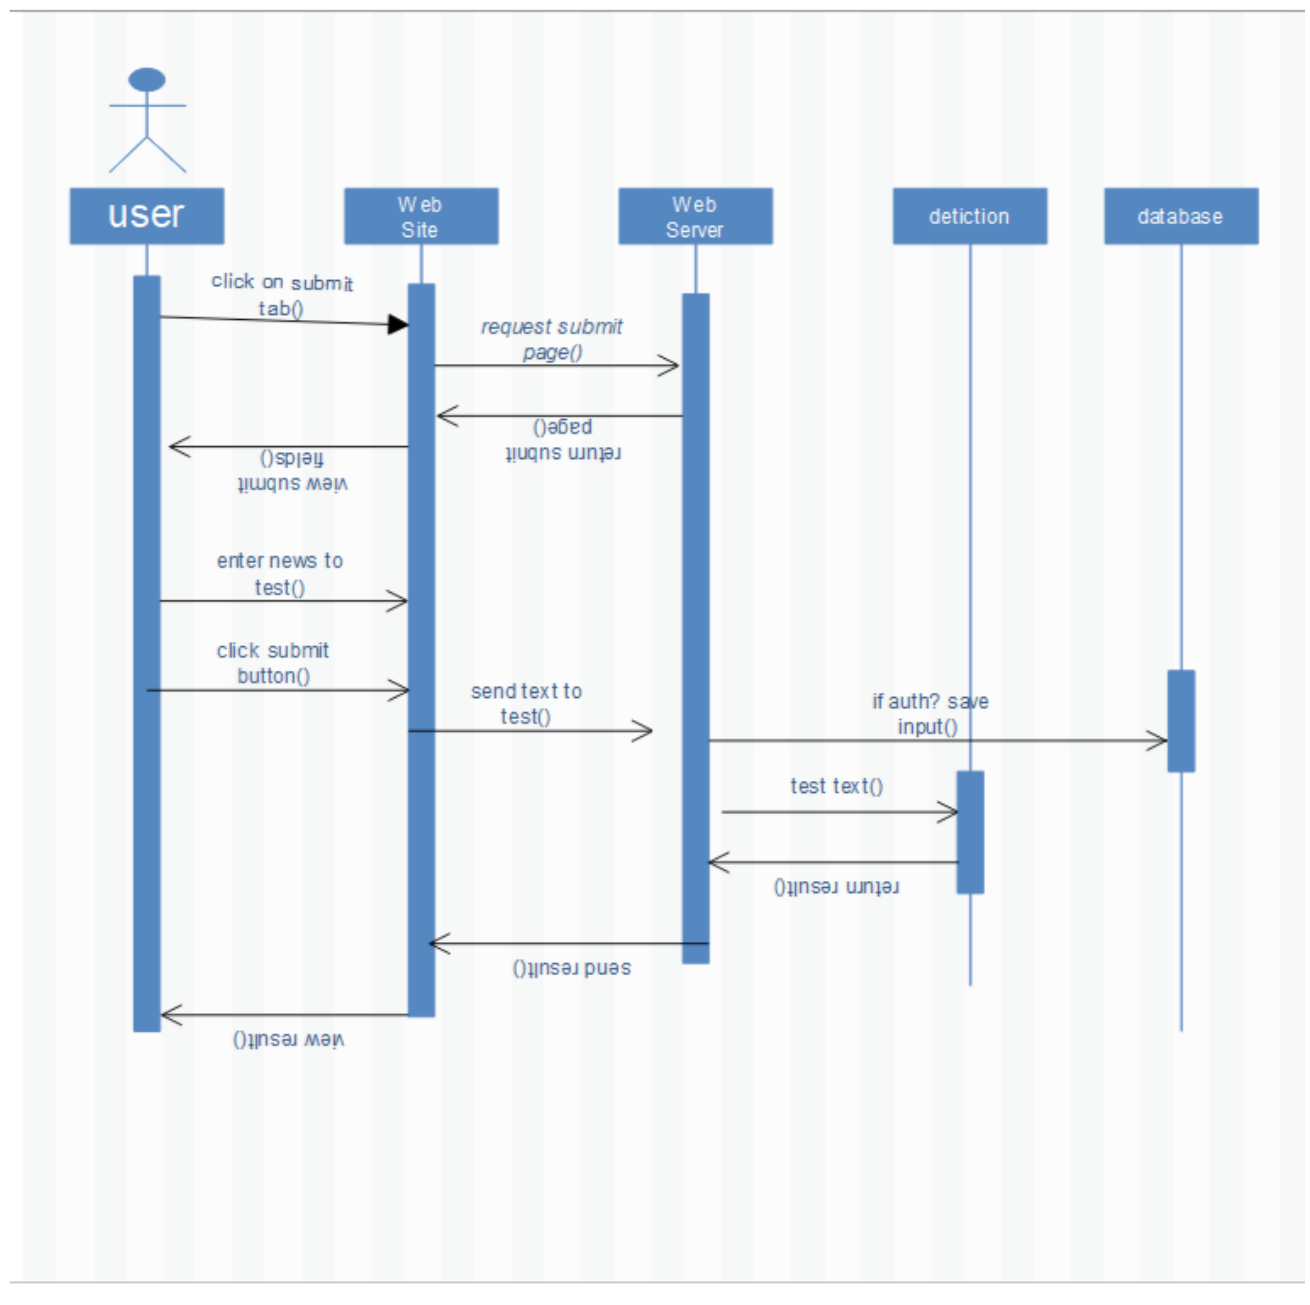 user
Web
Site
Web
Server
detiction
database
click on submit
tab()
request submit
page()
return submit
page()
view submit
fields()
enter news to
test()
click submit
button()
send text to
test()
if auth? save
input()
test text()
return result()
send result()
view result()